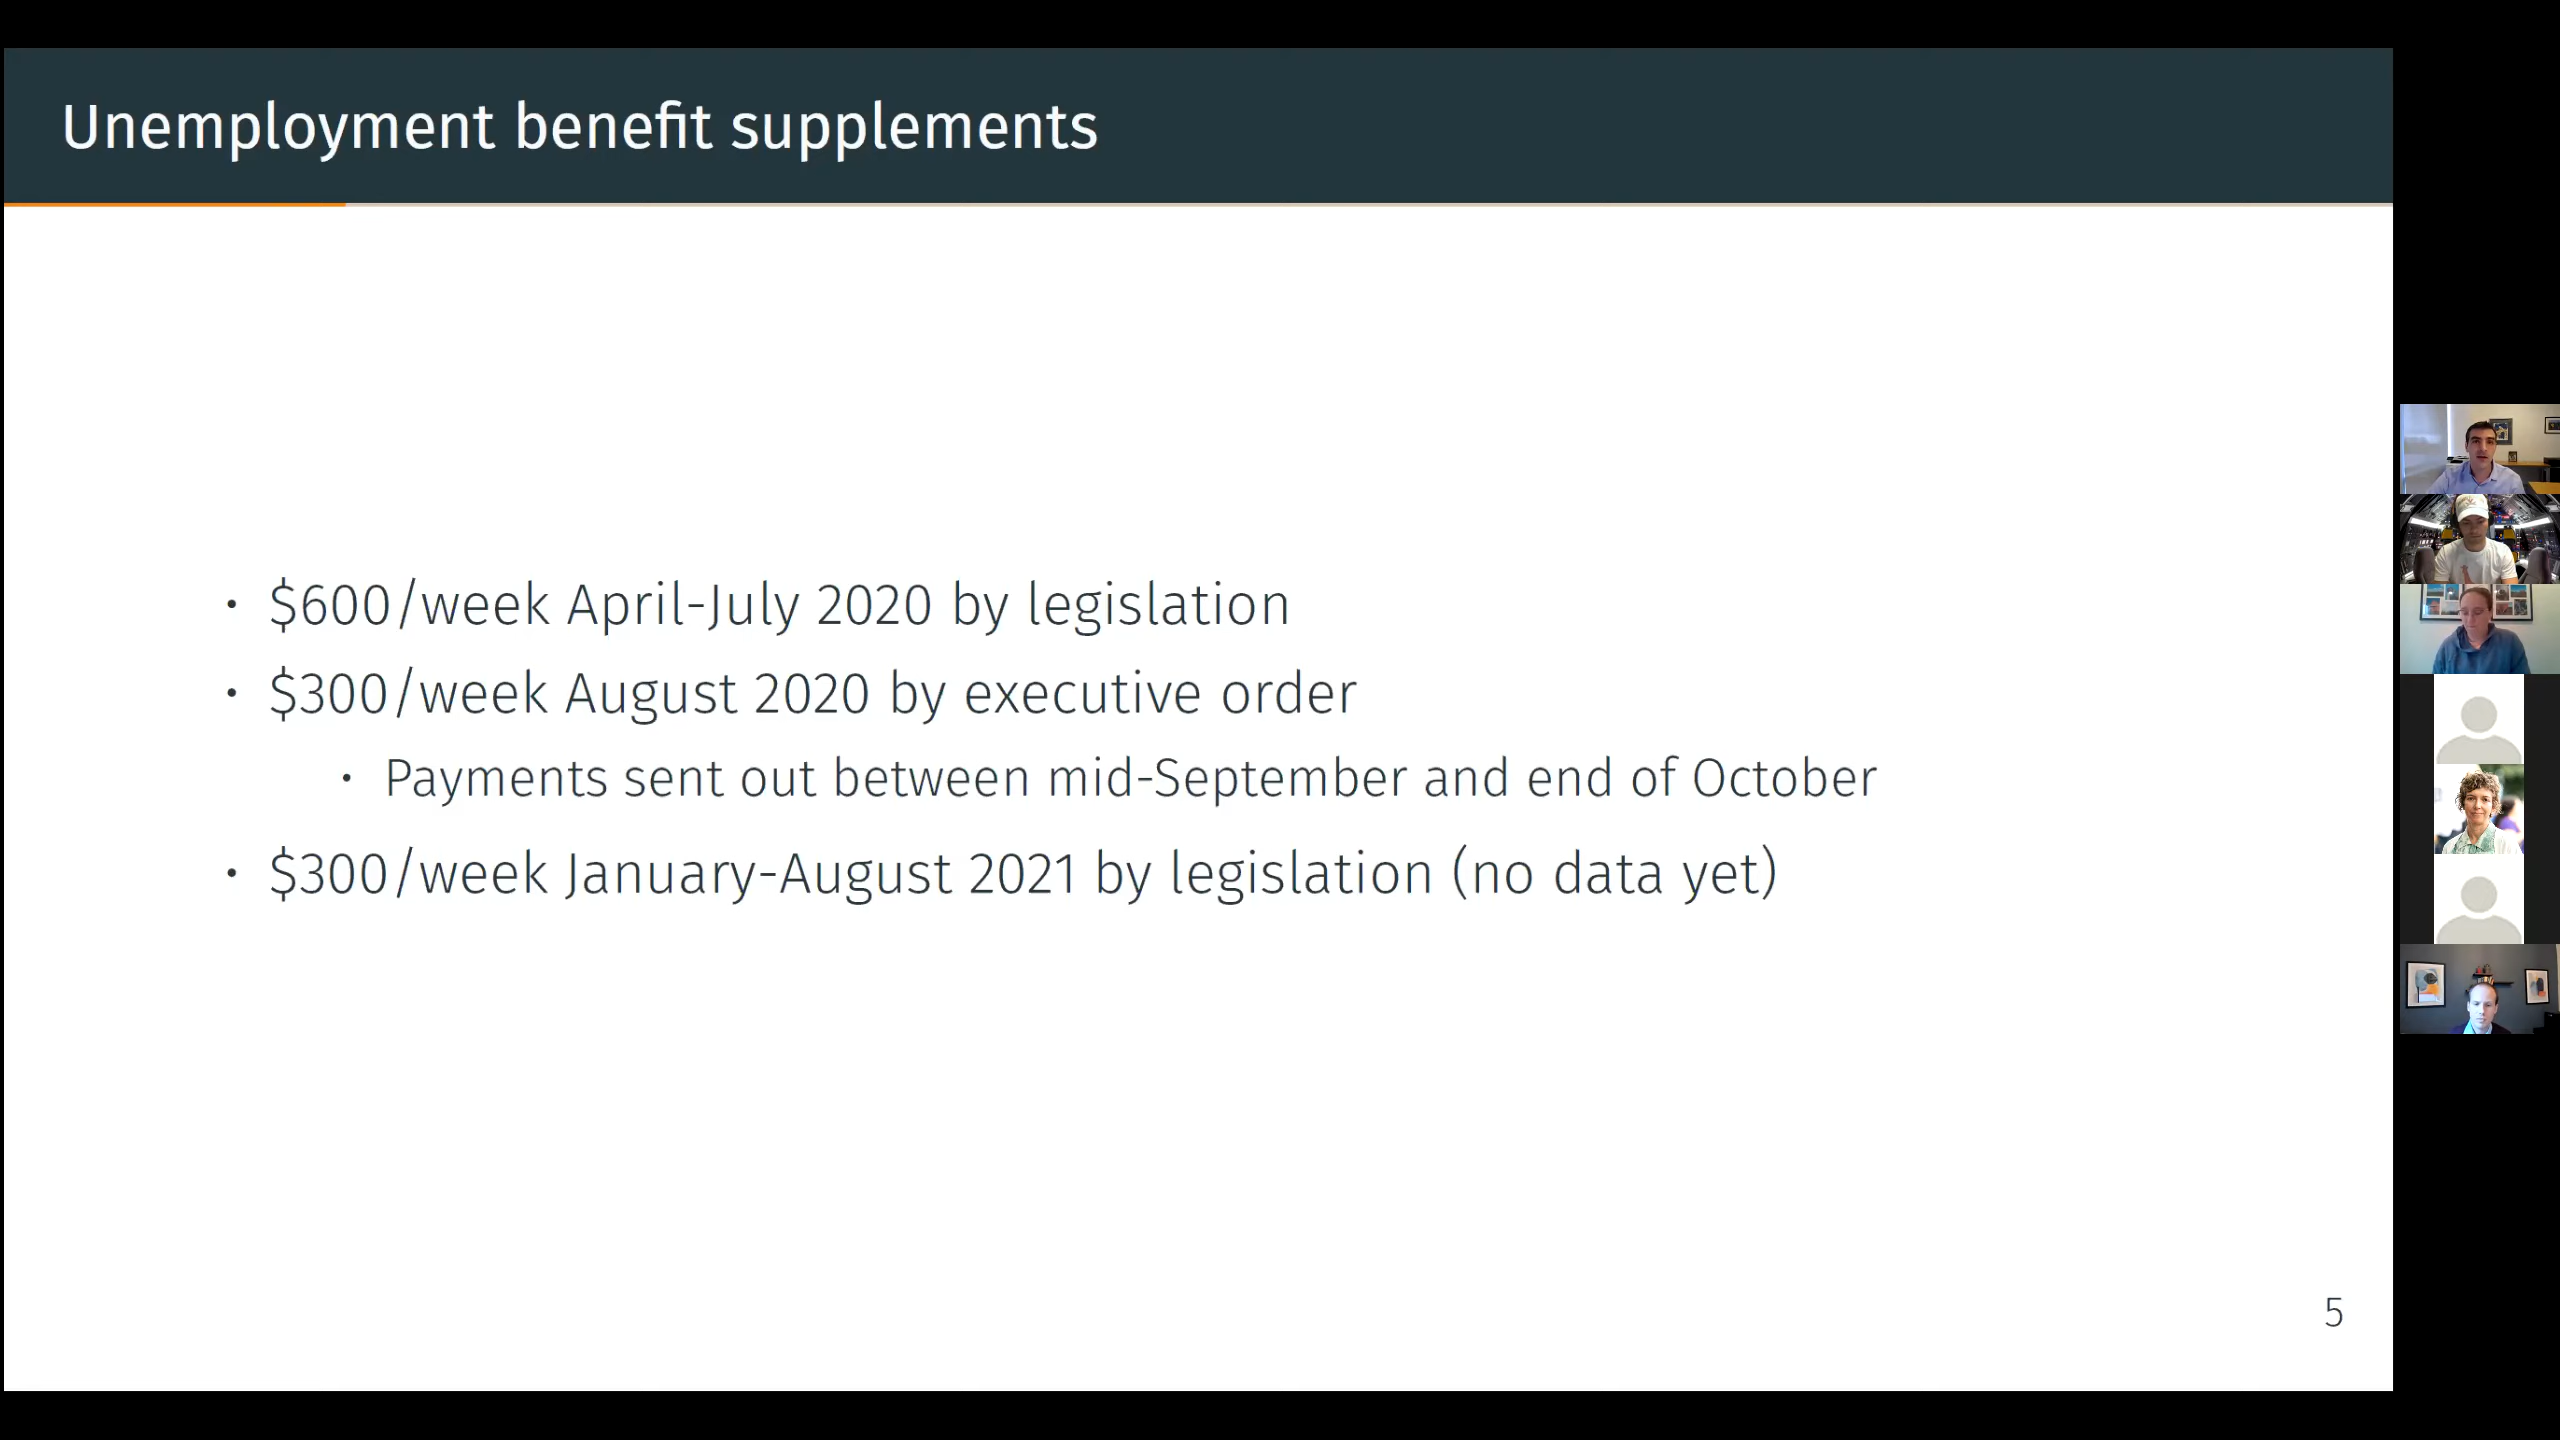 Unemployment benefit supplements
• $600/week April-July 2020 by legislation
• $300/week August 2020 by executive order
• Payments sent out between mid-September and end of October
• $300/week January-August 2021 by legislation (no data yet)
5